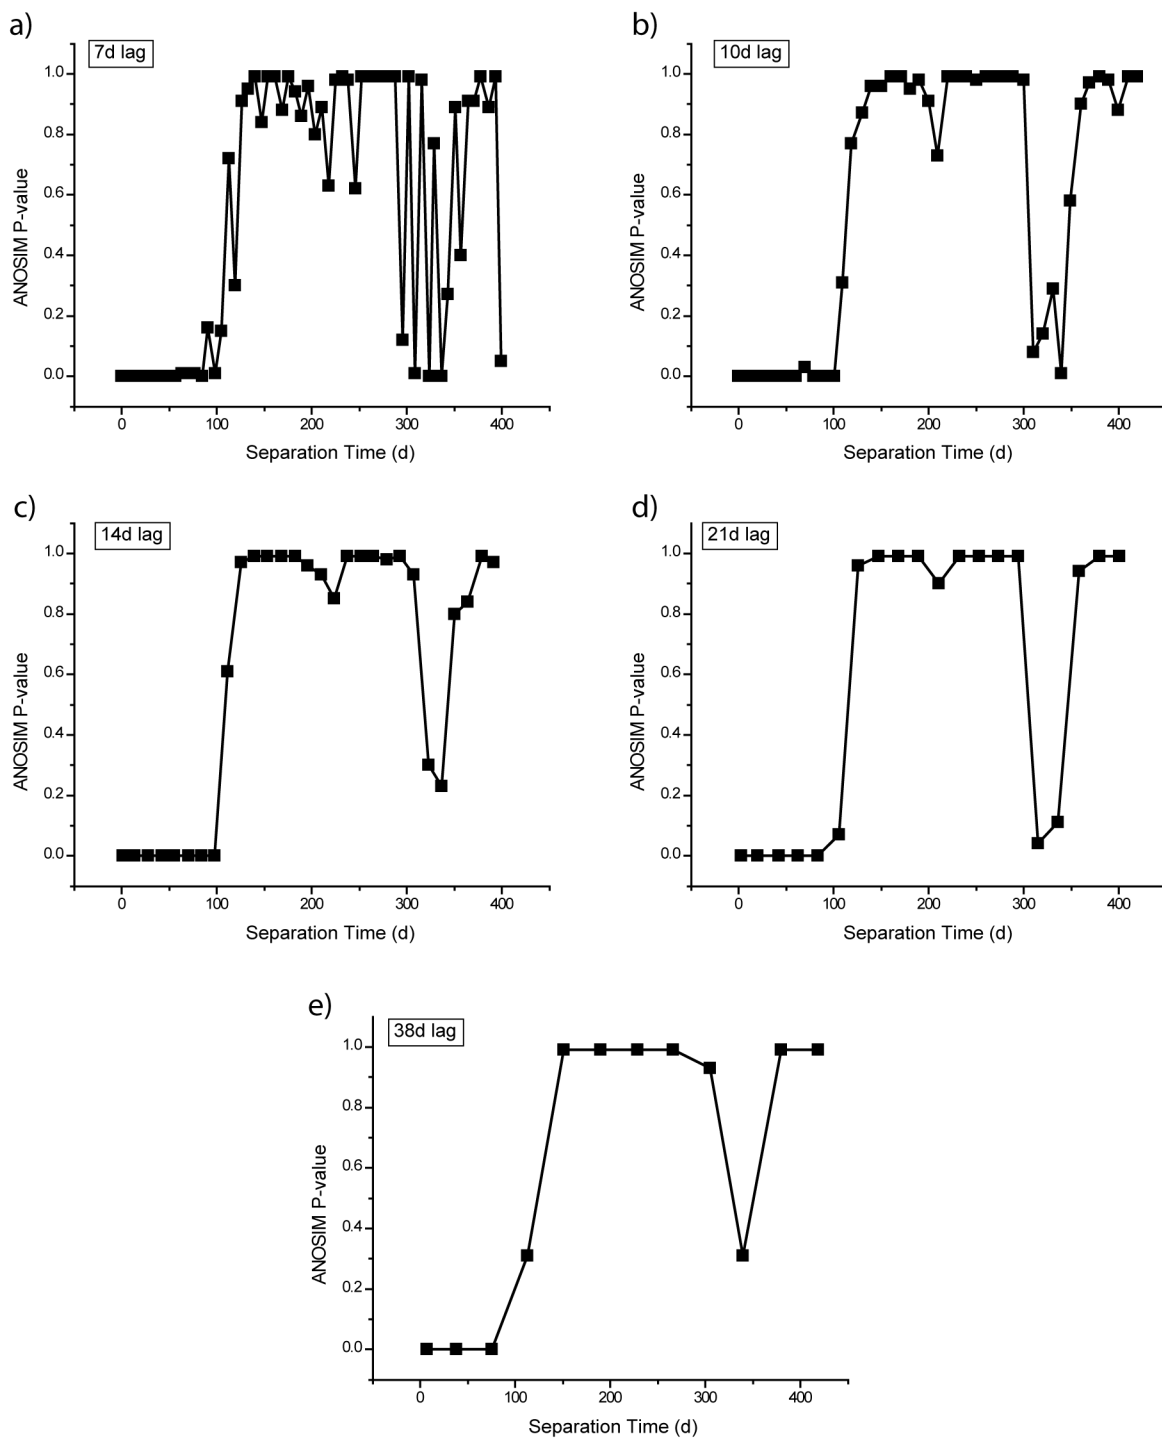 a)
7d lag
1.0
0.8
0.6
0.4
0.2
0.0
ANOSIM P-value
0 100 200 300 400
Separation Time (d)
b)
10d lag
1.0
0.8
0.6
0.4
0.2
0.0
ANOSIM P-value
0 100 200 300 400
Separation Time (d)
c)
14d lag
1.0
0.8
0.6
0.4
0.2
0.0
ANOSIM P-value
0 100 200 300 400
Separation Time (d)
d)
21d lag
1.0
0.8
0.6
0.4
0.2
0.0
ANOSIM P-value
0 100 200 300 400
Separation Time (d)
e)
38d lag
1.0
0.8
0.6
0.4
0.2
0.0
ANOSIM P-value
0 100 200 300 400
Separation Time (d)